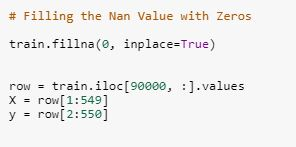 # Filling the Nan Value with Zeros
train.fillna(0, inplace=True)
row = train.iloc[90000, :].values
X = row[1:549]
y = row[2:550]